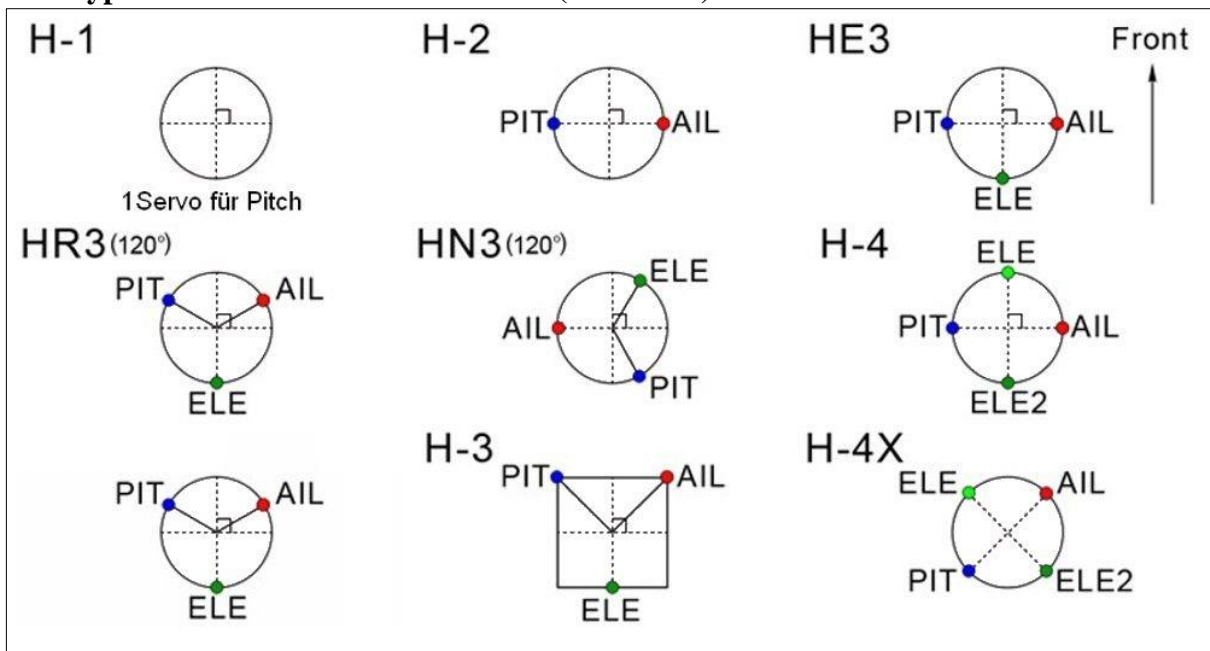 H-1
1Servo für Pitch
H-2
PIT AIL
HE3
PIT AIL
ELE
Front
HR3 (120°)
PIT AIL
ELE
HN3 (120°)
ELE
AIL
PIT
H-4
ELE
PIT AIL
ELE2
PIT AIL
ELE
H-3
PIT AIL
ELE
H-4X
ELE AIL
PIT ELE2